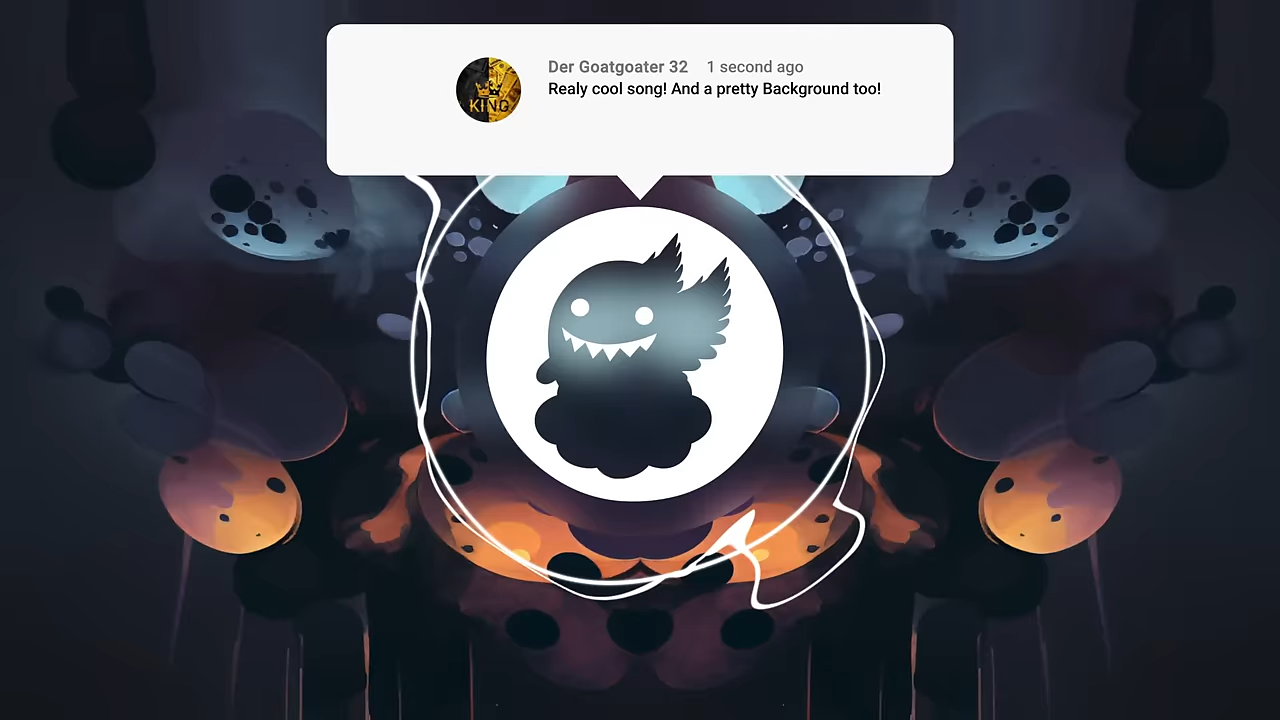 Der Goatgoater 32 1 second ago
Realy cool song! And a pretty Background too!
KING